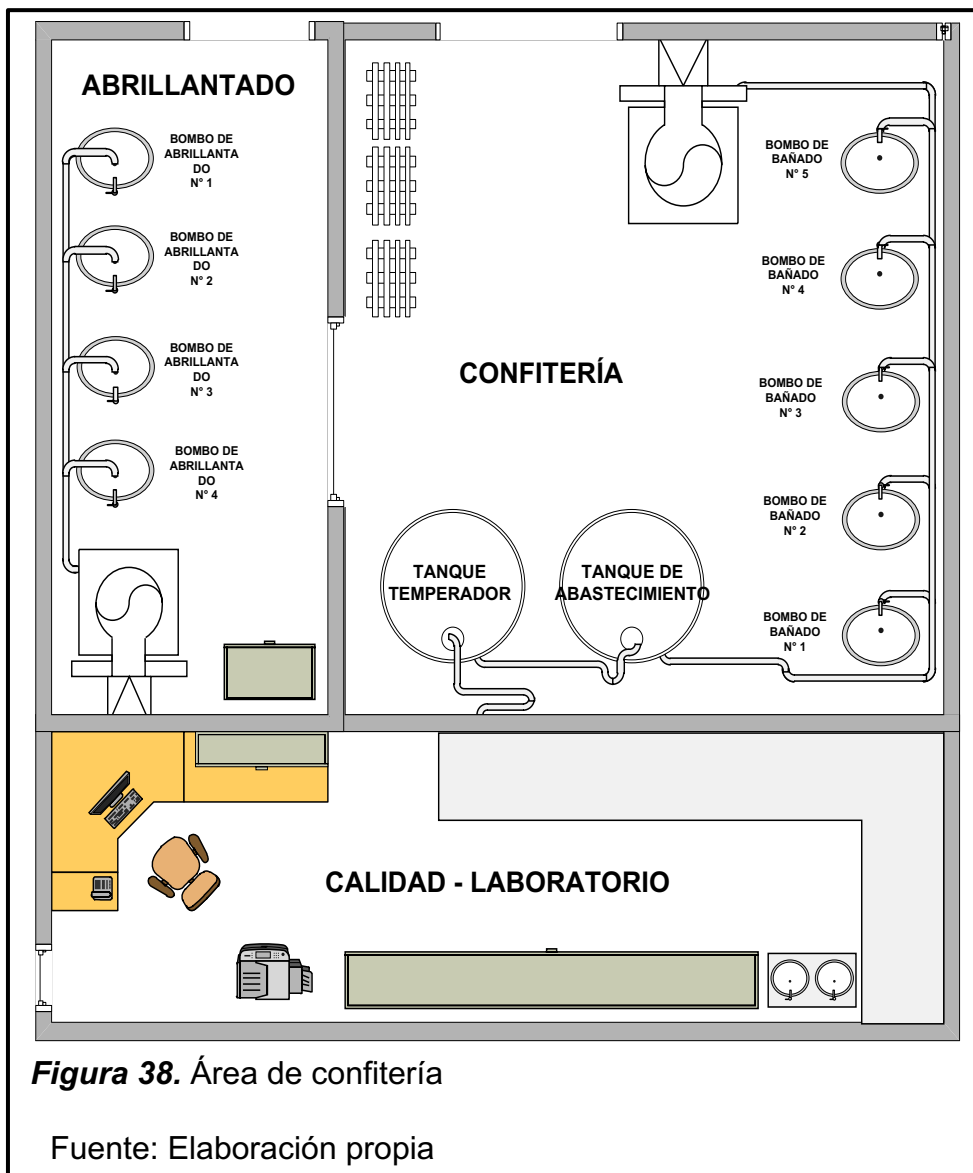 ABRILLANTADO
BOMBO DE
ABRILLANTA
DO
N° 1
BOMBO DE
ABRILLANTA
DO
N° 2
BOMBO DE
ABRILLANTA
DO
N° 3
BOMBO DE
ABRILLANTA
DO
N° 4
CONFITERÍA
BOMBO DE
BAÑADO
N° 5
BOMBO DE
BAÑADO
N° 4
BOMBO DE
BAÑADO
N° 3
BOMBO DE
BAÑADO
N° 2
BOMBO DE
BAÑADO
N° 1
TANQUE
TEMPERADOR
TANQUE DE
ABASTECIMIENTO
CALIDAD - LABORATORIO
Figura 38. Área de confitería
Fuente: Elaboración propia